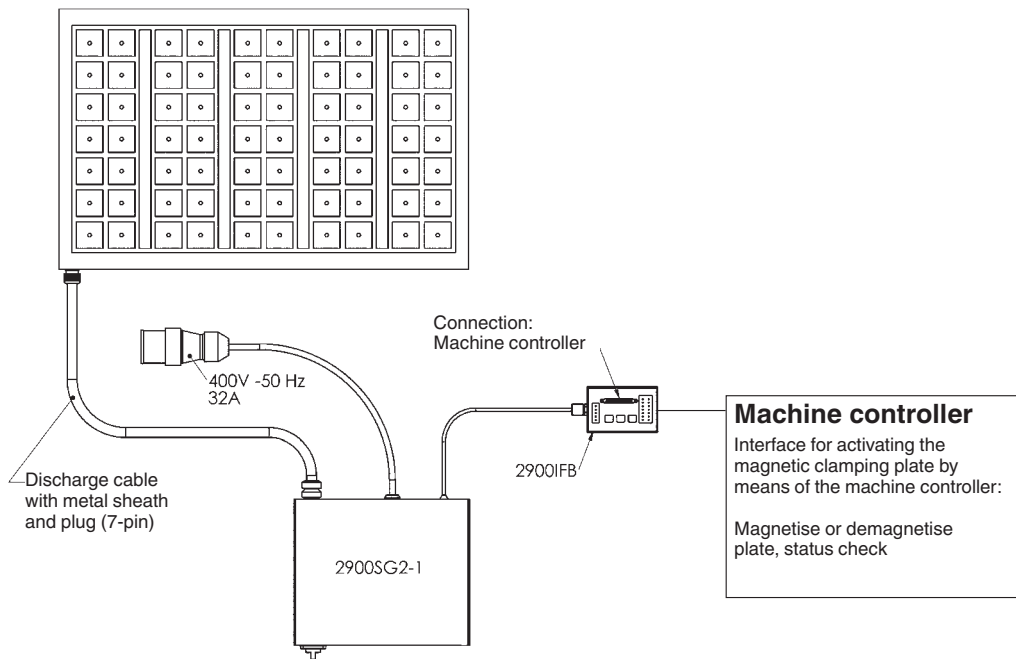 Connection:
Machine controller
400V -50 Hz
32A
Machine controller
Interface for activating the
magnetic clamping plate by
means of the machine controller:
Magnetise or demagnetise
plate, status check
2900IFB
Discharge cable
with metal sheath
and plug (7-pin)
2900SG2-1